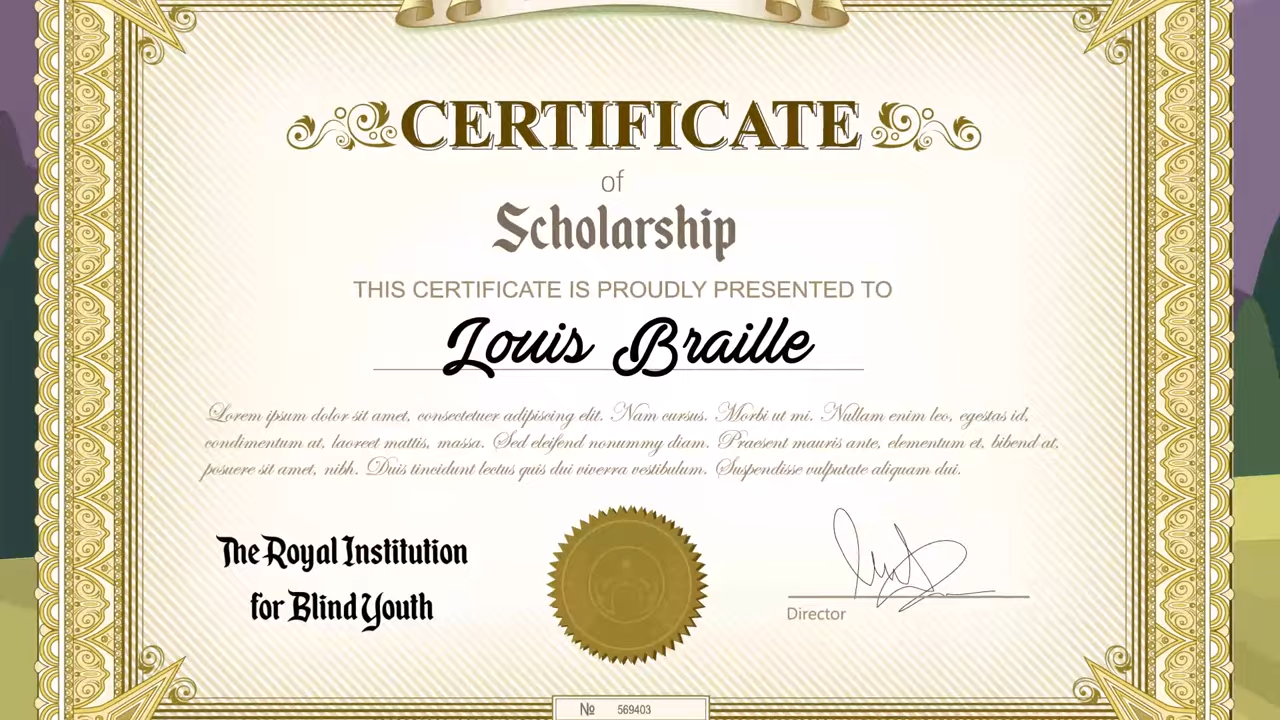 CERTIFICATE
of
Scholarship
THIS CERTIFICATE IS PROUDLY PRESENTED TO
Louis Braille
Lorem ipsum dolor sit amet, consectetuer adipiscing elit. Nam cursus. Morbi ut mi. Nullam enim leo, egestas id,
condimentum at, laoreet mattis, massa. Sed eleifend nonummy diam. Praesent mauris ante, elementum et, bibend at,
posuere sit amet, nibh. Duis tincidunt lectus quis dui viverra vestibulum. Suspendisse vulputate aliquam dui.
The Royal Institution
for Blind Youth
Director
№ 569403